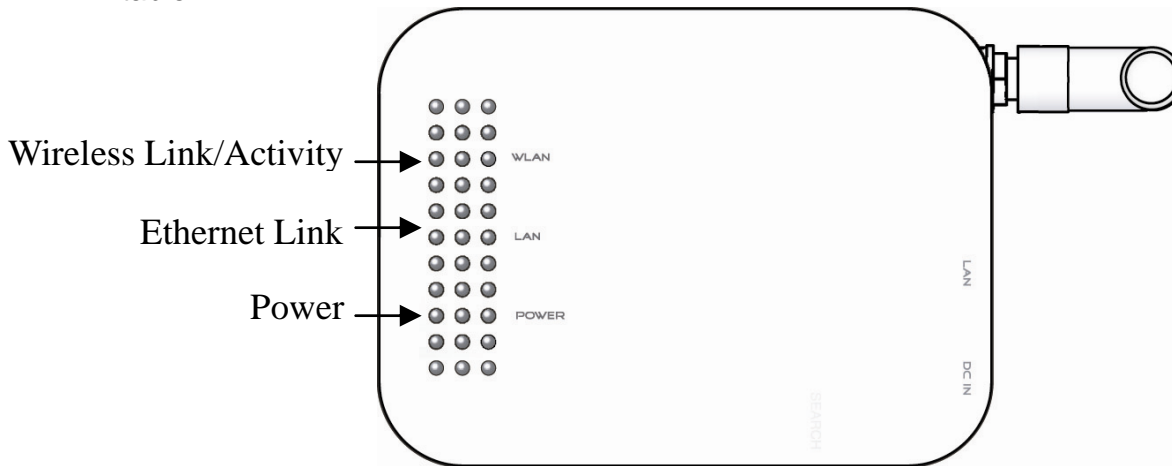 Wireless Link/Activity
WLAN
Ethernet Link
LAN
Power
POWER
LAN
DC IN
SEARCH